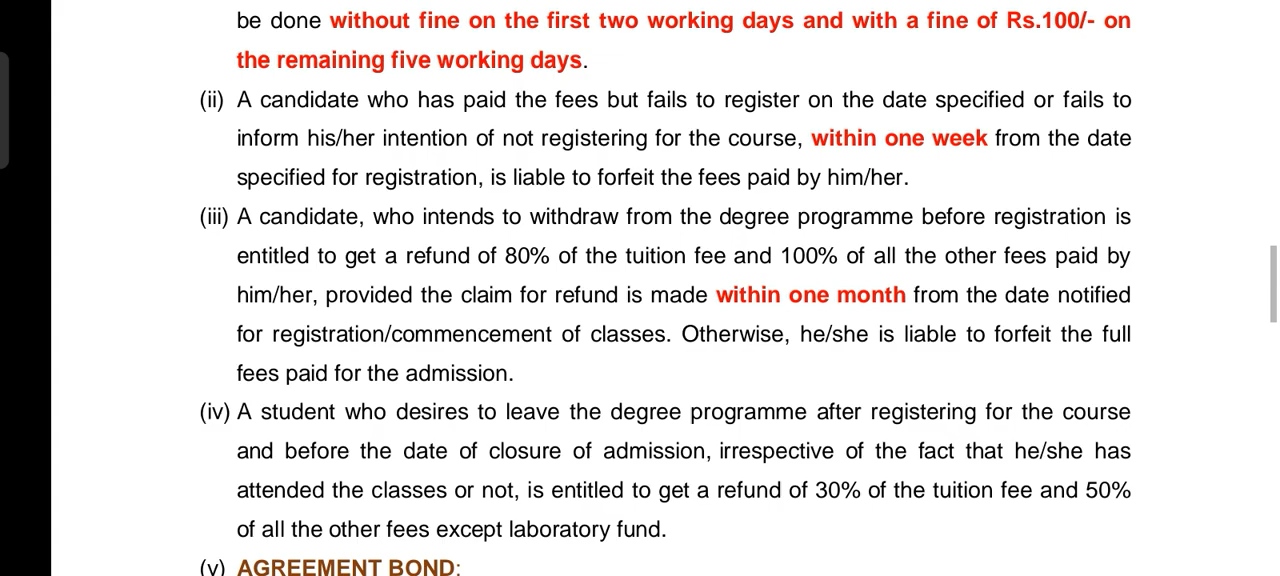 be done without fine on the first two working days and with a fine of Rs.100/- on
the remaining five working days.
(ii) A candidate who has paid the fees but fails to register on the date specified or fails to
inform his/her intention of not registering for the course, within one week from the date
specified for registration, is liable to forfeit the fees paid by him/her.
(iii) A candidate, who intends to withdraw from the degree programme before registration is
entitled to get a refund of 80% of the tuition fee and 100% of all the other fees paid by
him/her, provided the claim for refund is made within one month from the date notified
for registration/commencement of classes. Otherwise, he/she is liable to forfeit the full
fees paid for the admission.
(iv) A student who desires to leave the degree programme after registering for the course
and before the date of closure of admission, irrespective of the fact that he/she has
attended the classes or not, is entitled to get a refund of 30% of the tuition fee and 50%
of all the other fees except laboratory fund.
(v) AGREEMENT BOND: